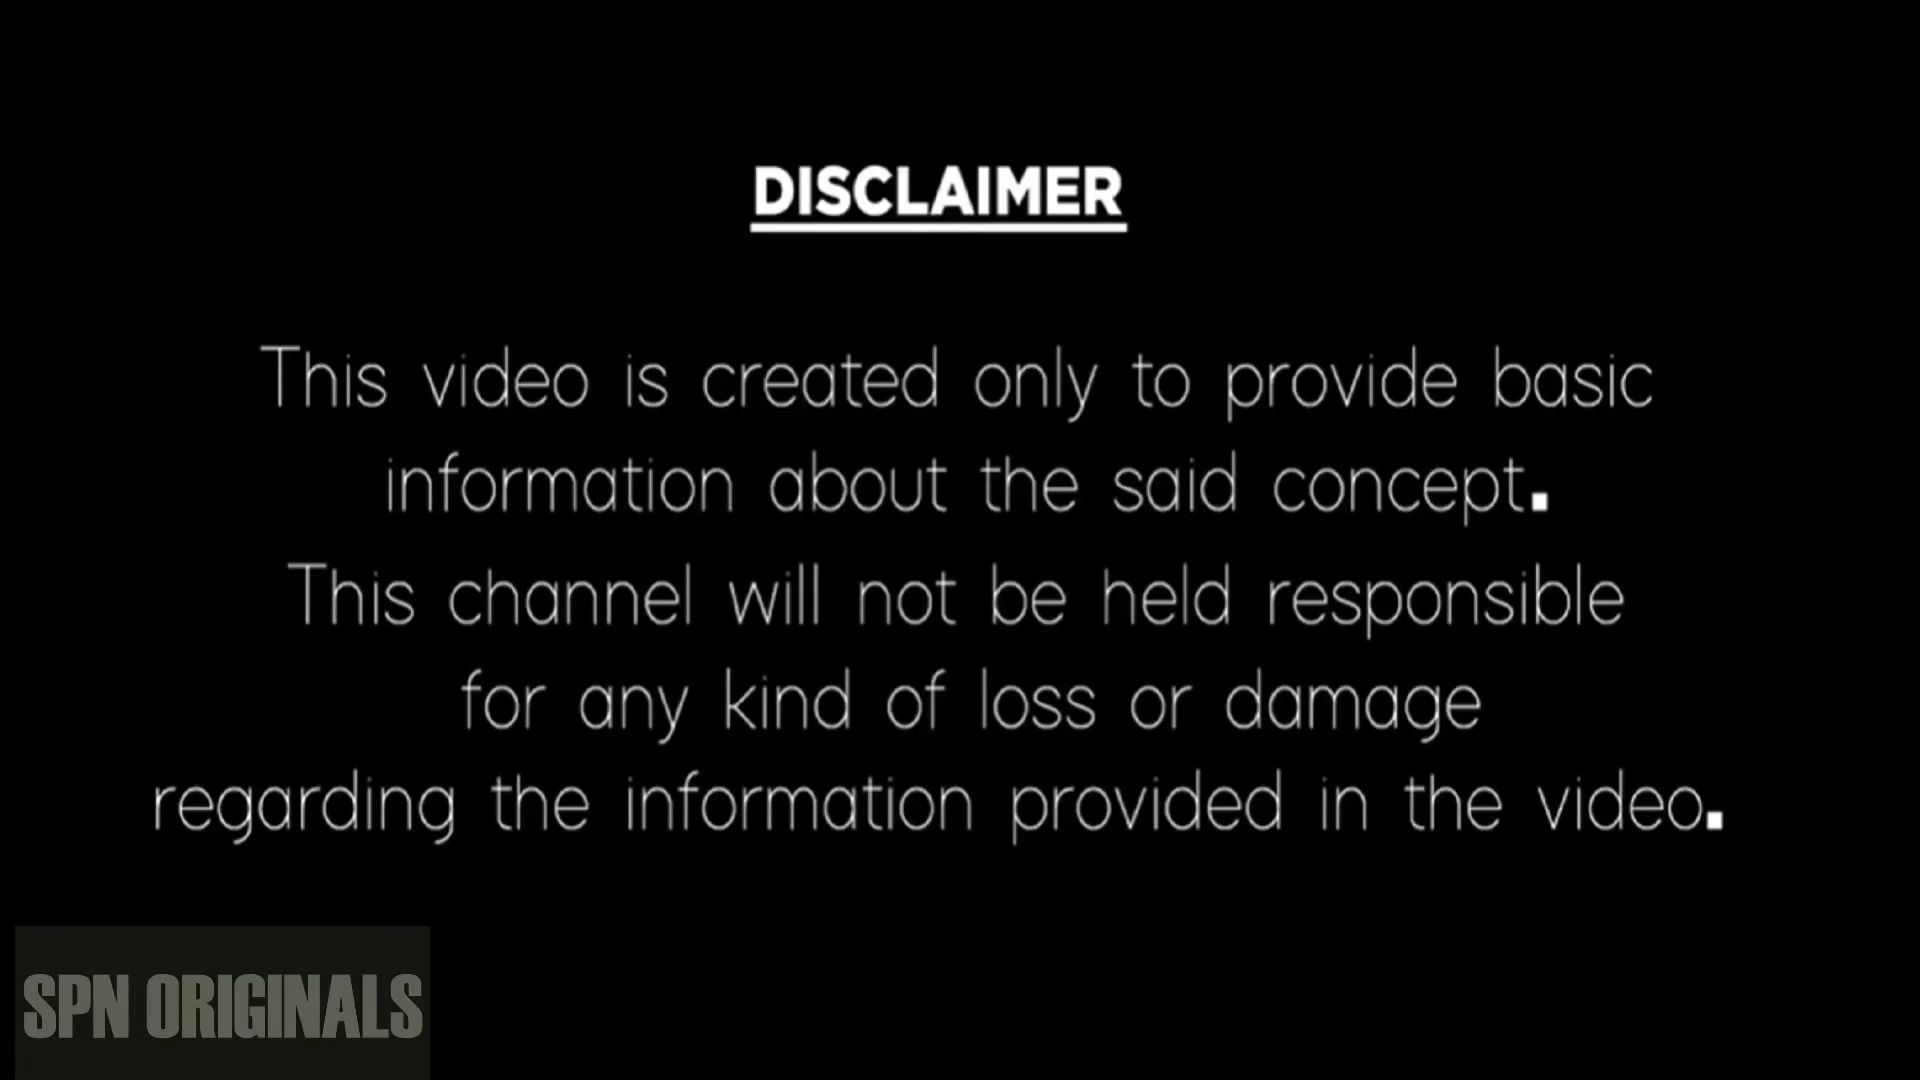 DISCLAIMER
This video is created only to provide basic
information about the said concept.
This channel will not be held responsible
for any kind of loss or damage
regarding the information provided in the video.
SPN ORIGINALS